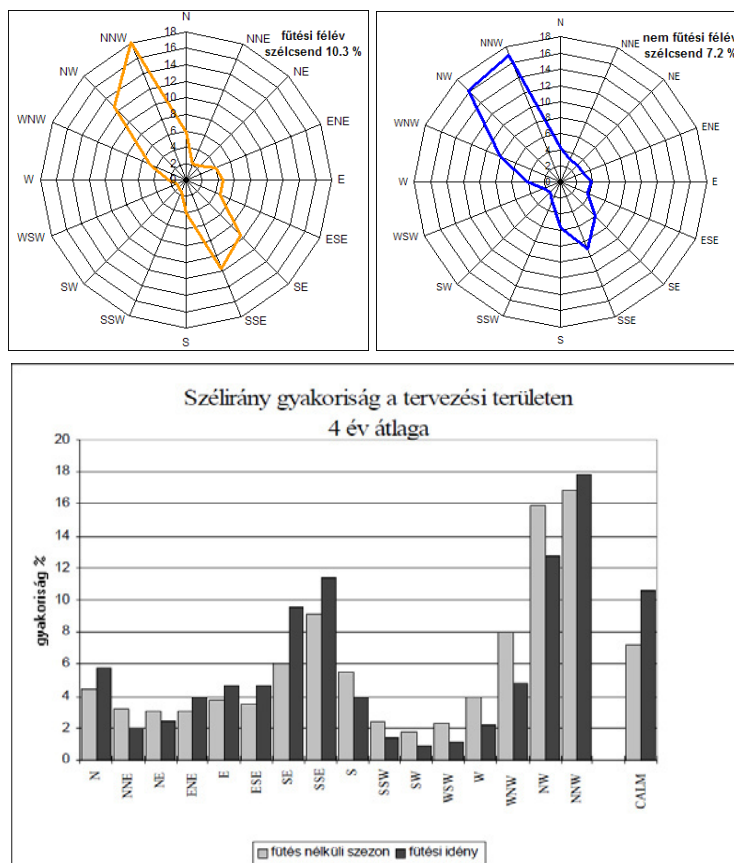 N
NNE
NE
ENE
E
ESE
SE
SSE
S
SSW
SW
WSW
W
WNW
NW
NNW
18
16
14
12
10
8
6
4
2
0
fűtési félév
szélcsend 10.3 %
N
NNE
NE
ENE
E
ESE
SE
SSE
S
SSW
SW
WSW
W
WNW
NW
NNW
18
16
14
12
10
8
6
4
2
0
nem fűtési félév
szélcsend 7.2 %
Szélirány gyakoriság a tervezési területen
4 év átlaga
gyakoriság %
20
18
16
14
12
10
8
6
4
2
0
N
NNE
NE
ENE
E
ESE
SE
SSE
S
SSW
SW
WSW
W
WNW
NW
NNW
CALM
fűtés nélküli szezon
fűtési idény